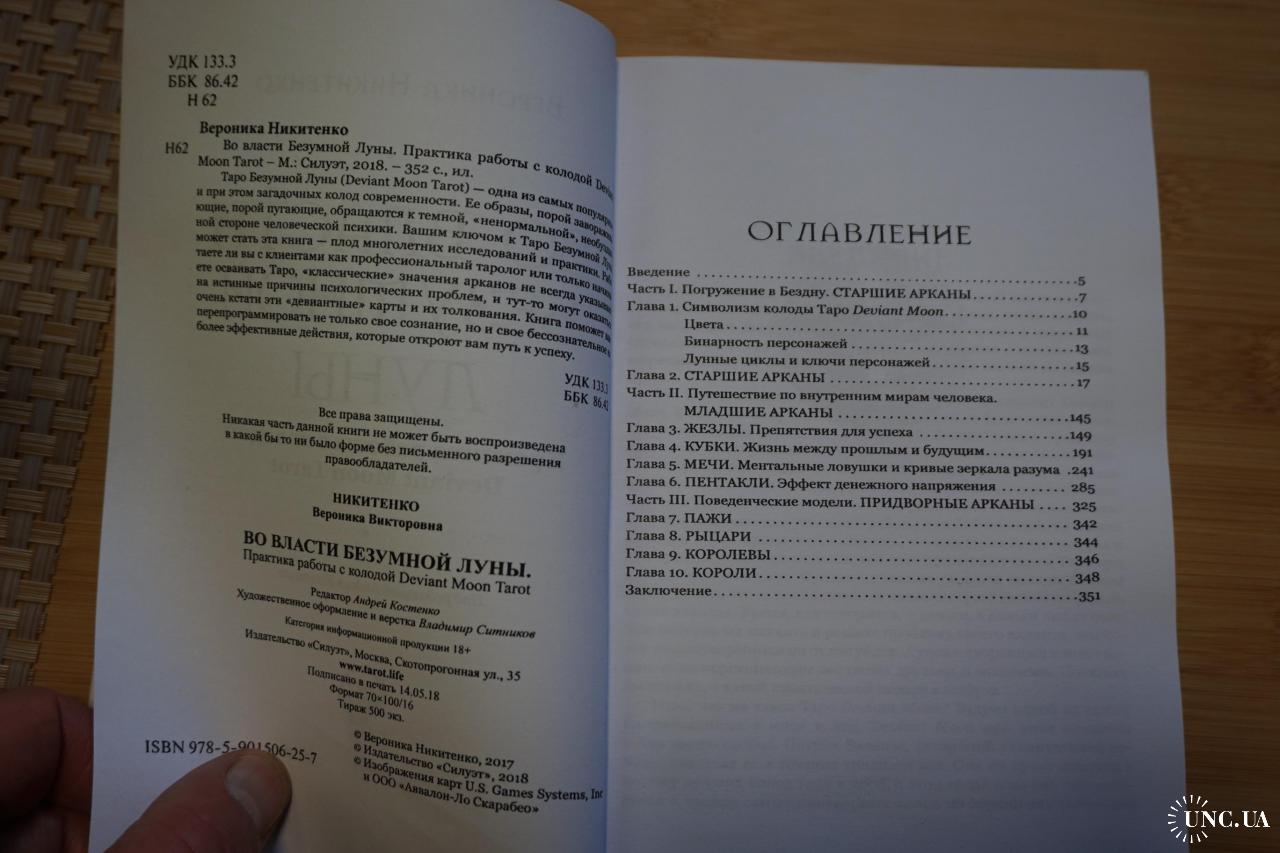 УДК 133.3
ББК 86.42
Н 62
Вероника Никитенко
Н62
Во власти Безумной Луны. Практика работы с колодой
Moon Tarot – М.: Силуэт, 2018. – 352 с., ил.
Таро Безумной Луны (Deviant Moon Tarot) — одна из самых
и при этом загадочных колод современности. Ее образы, порой
ющие, порой пугающие, обращаются к темной, «ненормальной»,
ной стороне человеческой психики. Вашим ключом к Таро Безумной
может стать эта книга — плод многолетних исследований и практики.
таете ли вы с клиентами как профессиональный таролог или только
ете осваивать Таро, «классические» значения арканов не всегда
на истинные причины психологических проблем, и тут-то могут
очень кстати эти «девиантные» карты и их толкования. Книга поможет
перепрограммировать не только свое сознание, но и свое бессознательное
более эффективные действия, которые откроют вам путь к успеху.
УДК 133.3
ББК 86.42
Все права защищены.
Никакая часть данной книги не может быть воспроизведена
в какой бы то ни было форме без письменного разрешения
правообладателей.
НИКИТЕНКО
Вероника Викторовна
ВО ВЛАСТИ БЕЗУМНОЙ ЛУНЫ.
Практика работы с колодой Deviant Moon Tarot
Редактор Андрей Костенко
Художественное оформление и верстка Владимир Ситников
Категория информационной продукции 18+
Издательство «Силуэт», Москва, Скотопрогонная ул., 35
www.tarot.life
Подписано в печать 14.05.18
Формат 70×100/16
Тираж 500 экз.
ISBN 978-5-901506-25-7
© Вероника Никитенко, 2017
© Издательство «Силуэт», 2018
© Изображения карт U.S. Games Systems, Inc
и ООО «Аввалон-Ло Скарабео»
ОГЛАВЛЕНИЕ
Введение 5
Часть I. Погружение в Бездну. СТАРШИЕ АРКАНЫ 7
Глава 1. Символизм колоды Таро Deviant Moon 10
Цвета 11
Бинарность персонажей 13
Лунные циклы и ключи персонажей 15
Глава 2. СТАРШИЕ АРКАНЫ 17
Часть II. Путешествие по внутренним мирам человека.
МЛАДШИЕ АРКАНЫ 145
Глава 3. ЖЕЗЛЫ. Препятствия для успеха 149
Глава 4. КУБКИ. Жизнь между прошлым и будущим 191
Глава 5. МЕЧИ. Ментальные ловушки и кривые зеркала разума 241
Глава 6. ПЕНТАКЛИ. Эффект денежного напряжения 285
Часть III. Поведенческие модели. ПРИДВОРНЫЕ АРКАНЫ 325
Глава 7. ПАЖИ 342
Глава 8. РЫЦАРИ 344
Глава 9. КОРОЛЕВЫ 346
Глава 10. КОРОЛИ 348
Заключение 351
UNC.UA